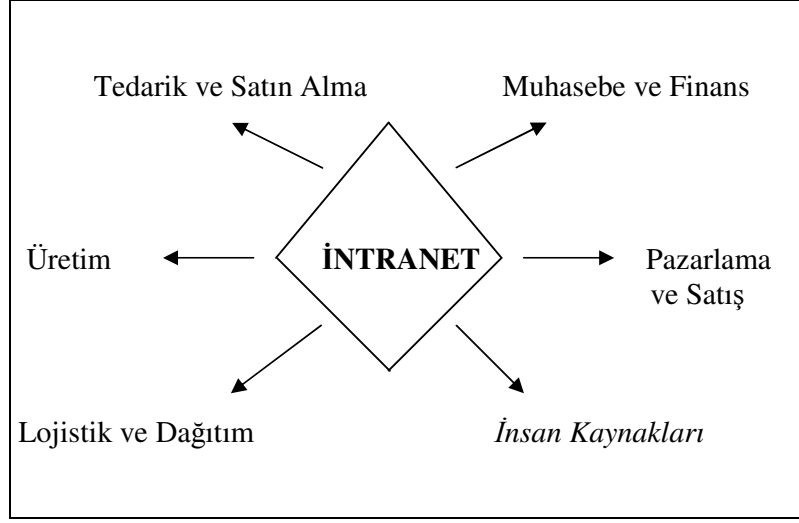 Tedarik ve Satın Alma
Muhasebe ve Finans
Üretim
İNTRANET
Pazarlama
ve Satış
Lojistik ve Dağıtım
İnsan Kaynakları